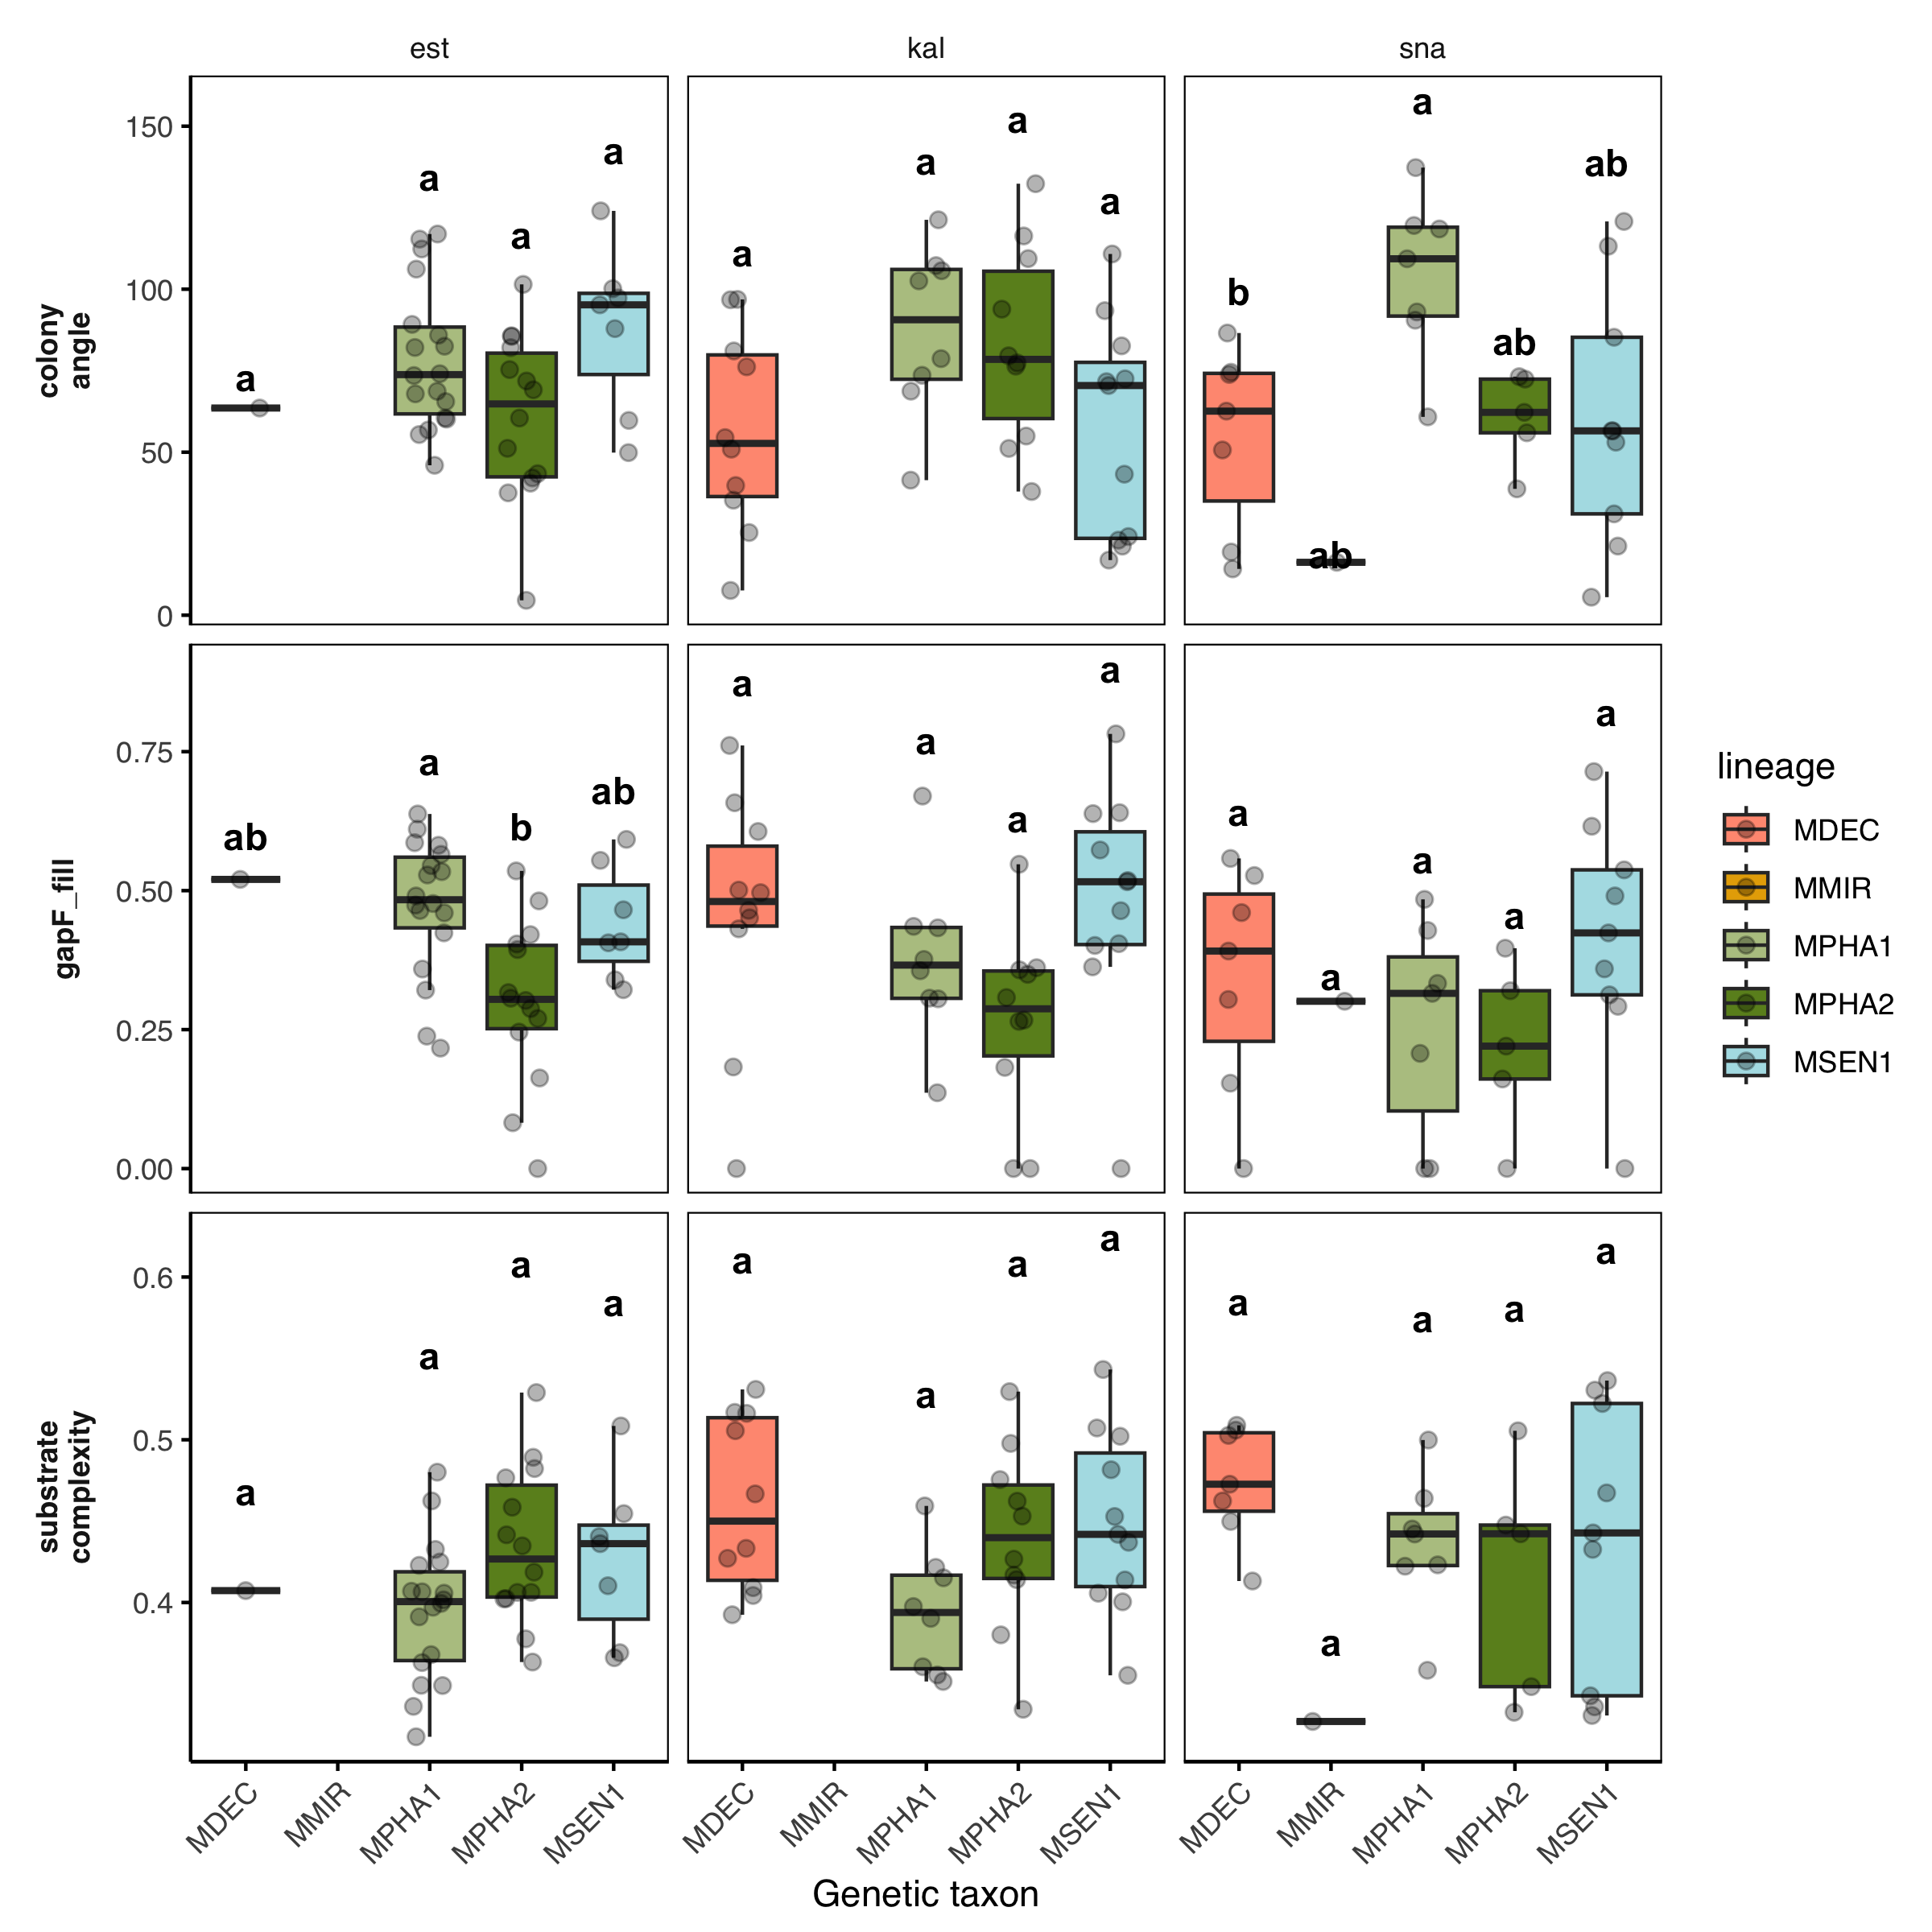 est kal sna
colony
angle
150
100
50
0
a a a a
a a a a
b ab a ab ab
gapF_fill
0.75
0.50
0.25
0.00
ab a b ab
a a a a
a a a a a
substrate
complexity
0.6
0.5
0.4
a a a a
a a a a
a a a a a
MDEC MMIR MPHA1 MPHA2 MSEN1
MDEC MMIR MPHA1 MPHA2 MSEN1
MDEC MMIR MPHA1 MPHA2 MSEN1
Genetic taxon
lineage
MDEC
MMIR
MPHA1
MPHA2
MSEN1